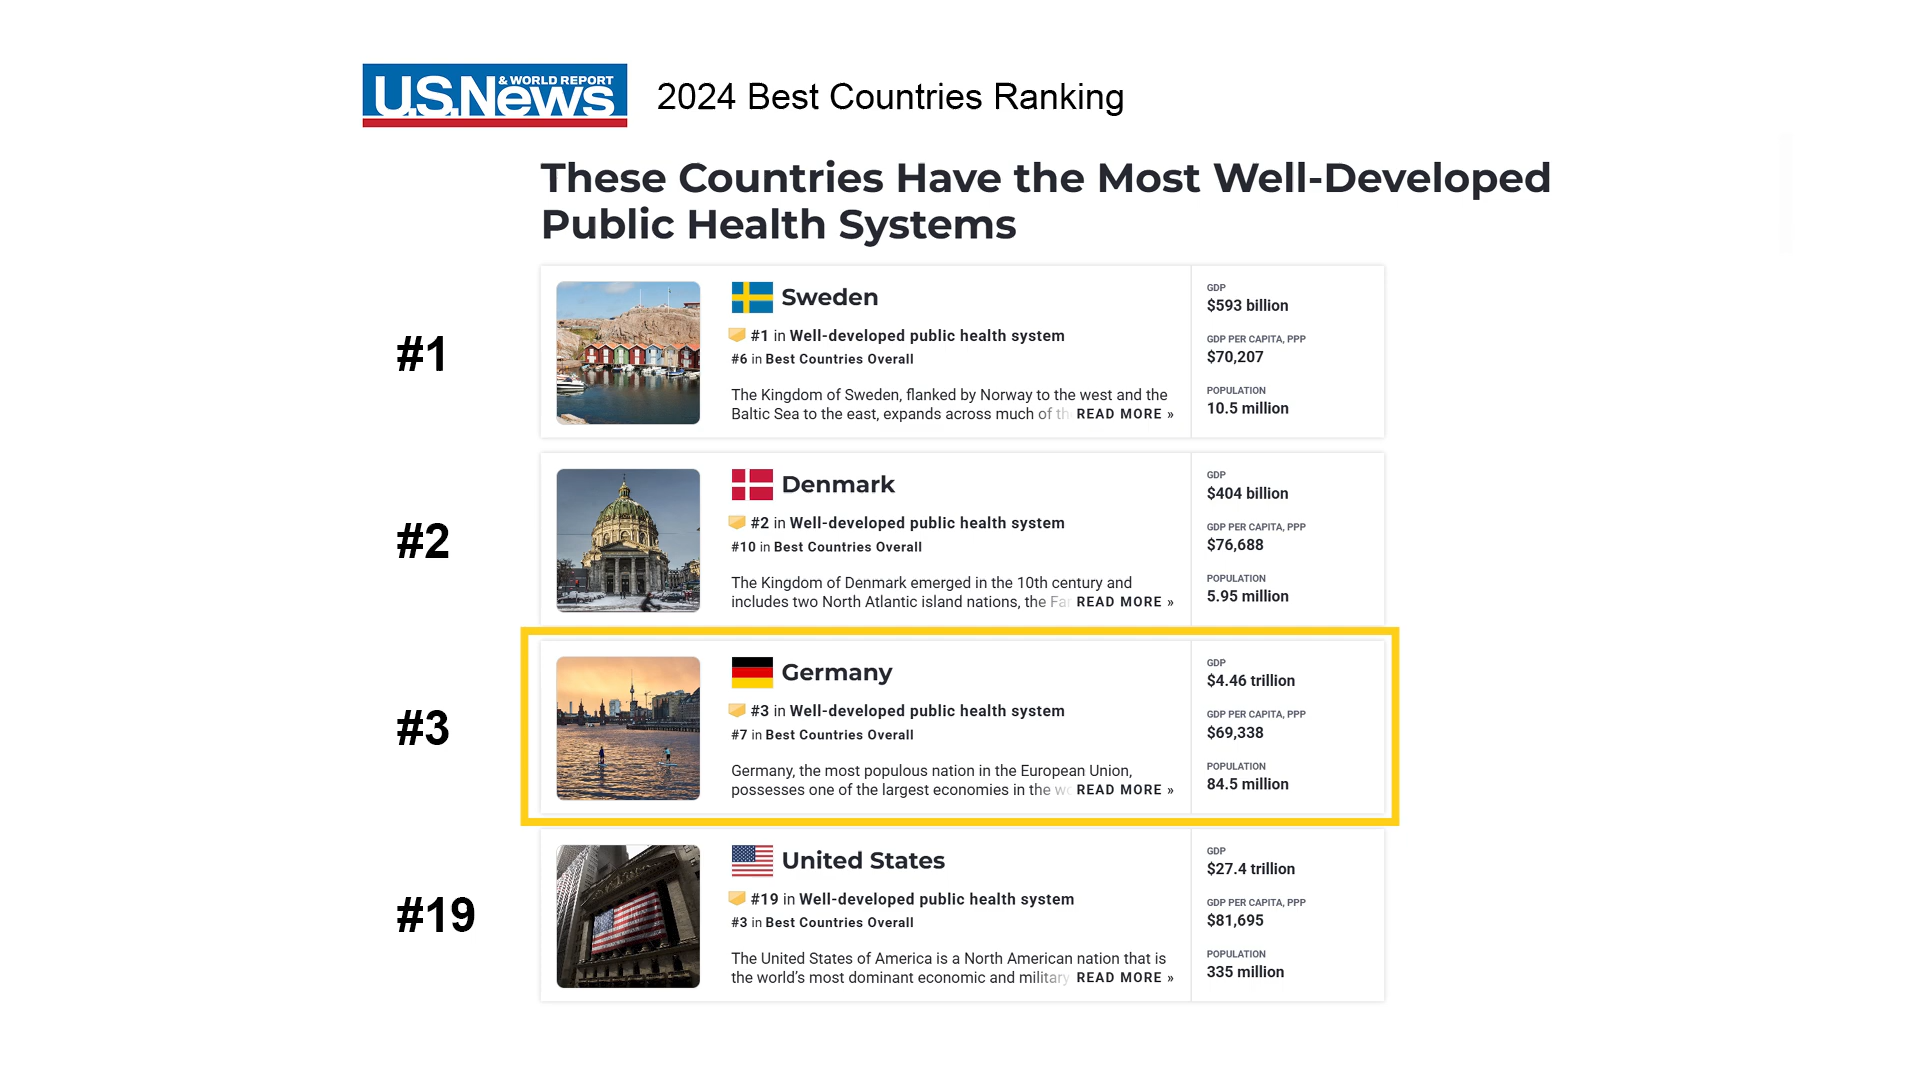 U.S.News & WORLD REPORT
2024 Best Countries Ranking
These Countries Have the Most Well-Developed
Public Health Systems
#1
Sweden
#1 in Well-developed public health system
#6 in Best Countries Overall
The Kingdom of Sweden, flanked by Norway to the west and the
Baltic Sea to the east, expands across much of th READ MORE »
GDP
$593 billion
GDP PER CAPITA, PPP
$70,207
POPULATION
10.5 million
#2
Denmark
#2 in Well-developed public health system
#10 in Best Countries Overall
The Kingdom of Denmark emerged in the 10th century and
includes two North Atlantic island nations, the Far READ MORE »
GDP
$404 billion
GDP PER CAPITA, PPP
$76,688
POPULATION
5.95 million
#3
Germany
#3 in Well-developed public health system
#7 in Best Countries Overall
Germany, the most populous nation in the European Union,
possesses one of the largest economies in the wo READ MORE »
GDP
$4.46 trillion
GDP PER CAPITA, PPP
$69,338
POPULATION
84.5 million
#19
United States
#19 in Well-developed public health system
#3 in Best Countries Overall
The United States of America is a North American nation that is
the world’s most dominant economic and military READ MORE »
GDP
$27.4 trillion
GDP PER CAPITA, PPP
$81,695
POPULATION
335 million